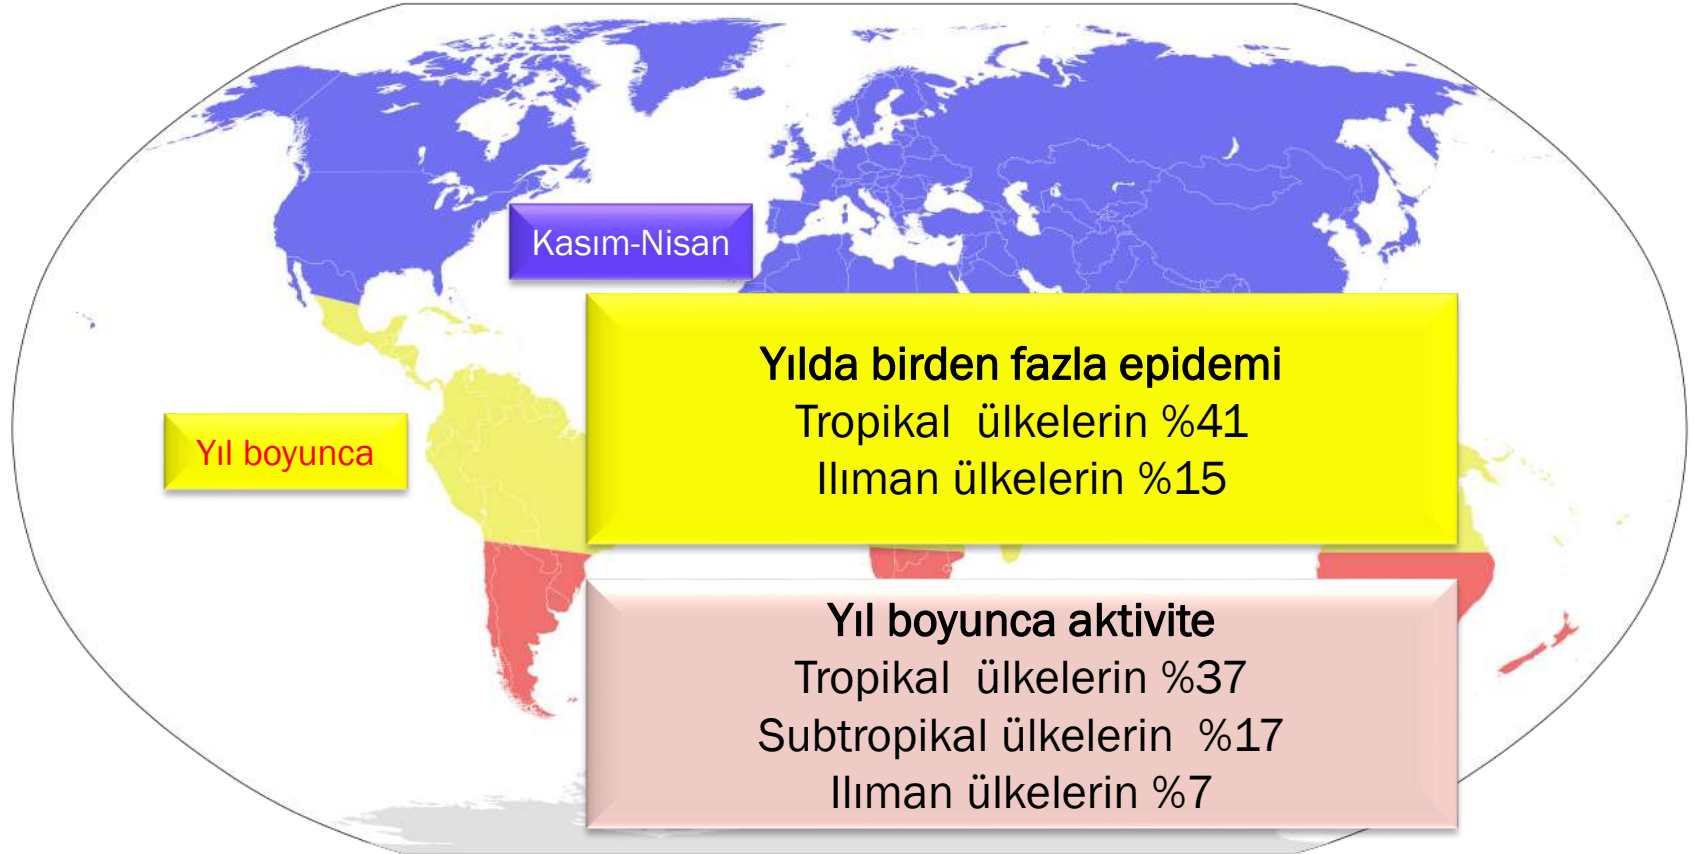 Kasım-Nisan
Yılda birden fazla epidemi
Tropikal ülkelerin %41
Ilıman ülkelerin %15
Yıl boyunca
Yıl boyunca aktivite
Tropikal ülkelerin %37
Subtropikal ülkelerin %17
Ilıman ülkelerin %7